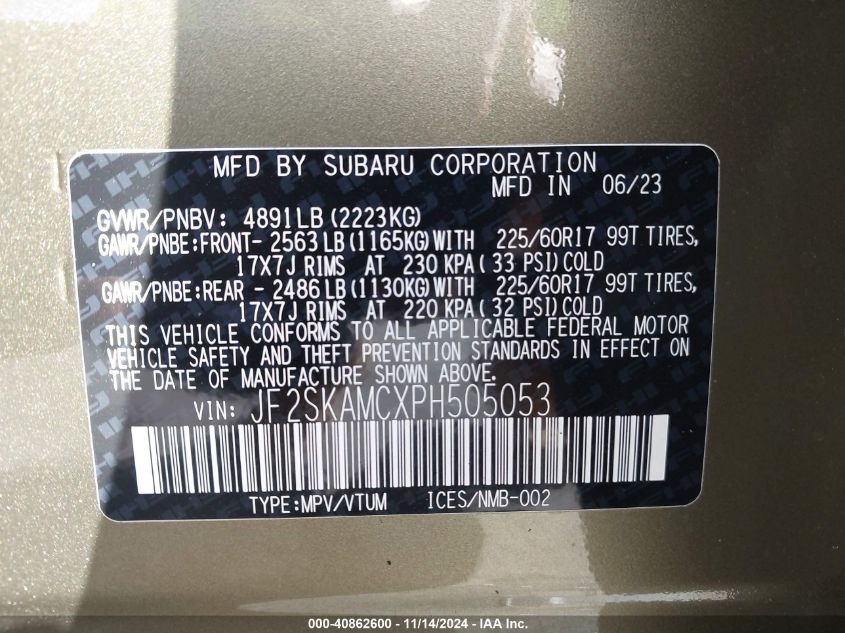 MFD BY SUBARU CORPORATION
MFD IN 06/23
GVWR/PNBV: 4891LB(2223KG)
GAWR/PNBE:FRONT- 2563LB(1165KG)WITH 225/60R17 99T TIRES,
17X7J RIMS AT 230 KPA( 33 PSI)COLD
GAWR/PNBE:REAR - 2486LB(1130KG)WITH 225/60R17 99T TIRES,
17X7J RIMS AT 220 KPA( 32 PSI)COLD
THIS VEHICLE CONFORMS TO ALL APPLICABLE FEDERAL MOTOR
VEHICLE SAFETY AND THEFT PREVENTION STANDARDS IN EFFECT ON
THE DATE OF MANUFACTURE SHOWN ABOVE.
VIN: JF2SKAMCXPH505053
TYPE:MPV/VTUM ICES/NMB-002
000-40862600 - 11/14/2024 - IAA, Inc.